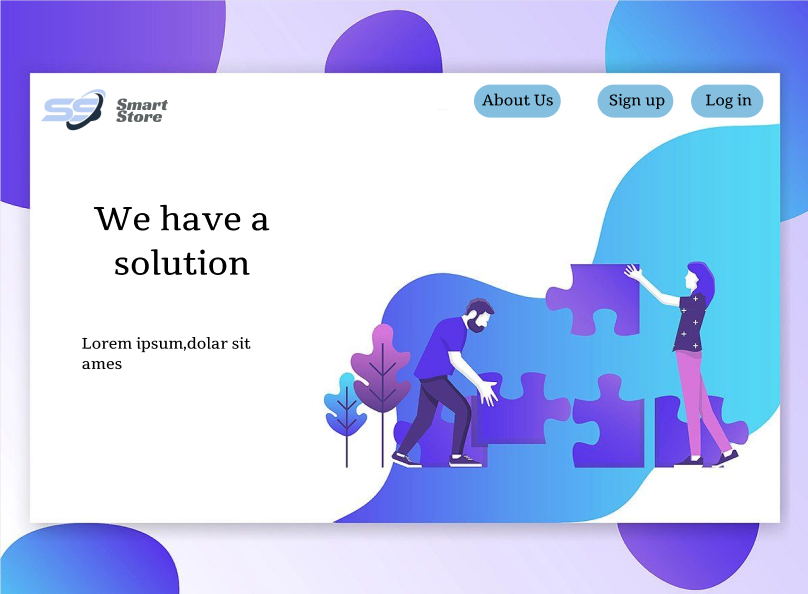 SS
Smart
Store
About Us
Sign up
Log in
We have a
solution
Lorem ipsum,dolar sit
ames